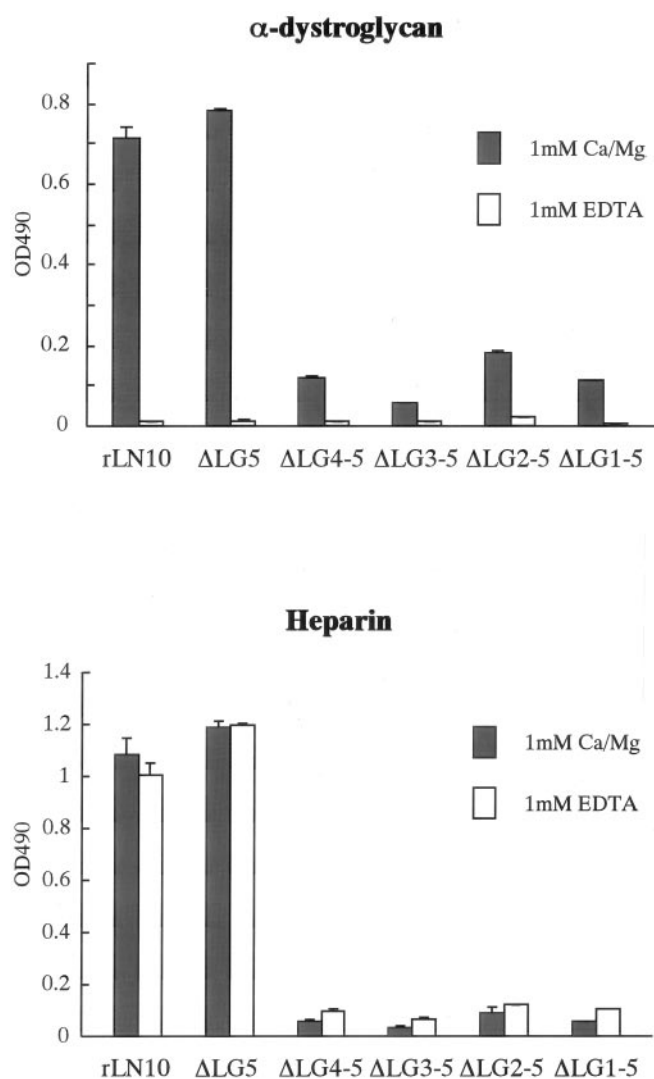 α-dystroglycan
0.8
0.6
0.4
0.2
0
OD490
1mM Ca/Mg
1mM EDTA
rLN10 ΔLG5 ΔLG4-5 ΔLG3-5 ΔLG2-5 ΔLG1-5
Heparin
1.4
1.2
1
0.8
0.6
0.4
0.2
0
OD490
1mM Ca/Mg
1mM EDTA
rLN10 ΔLG5 ΔLG4-5 ΔLG3-5 ΔLG2-5 ΔLG1-5